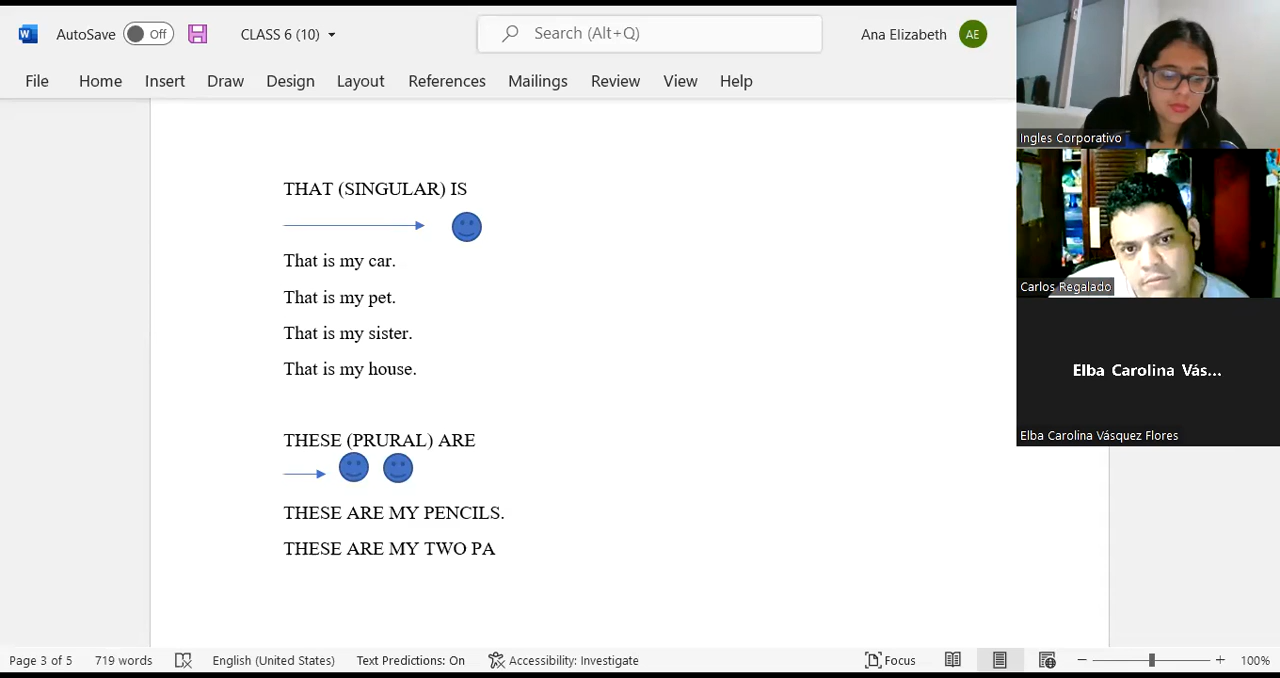 AutoSave Off CLASS 6 (10) Search (Alt+Q) Ana Elizabeth AE
File Home Insert Draw Design Layout References Mailings Review View Help
THAT (SINGULAR) IS
That is my car.
That is my pet.
That is my sister.
That is my house.
THESE (PRURAL) ARE
THESE ARE MY PENCILS.
THESE ARE MY TWO PA
Ingles Corporativo
Carlos Regalado
Elba Carolina Vás...
Elba Carolina Vásquez Flores
Page 3 of 5 719 words English (United States) Text Predictions: On Accessibility: Investigate Focus 100%